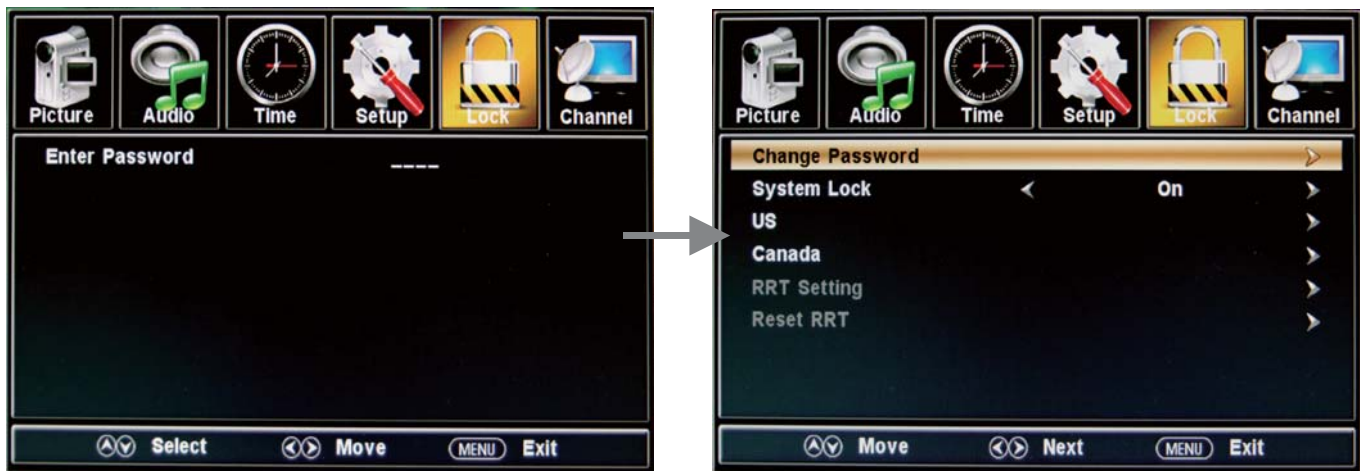 Picture Audio Time Setup Lock Channel
Enter Password ____
Select Move MENU Exit
Picture Audio Time Setup Lock Channel
Change Password
System Lock On
US
Canada
RRT Setting
Reset RRT
Move Next MENU Exit